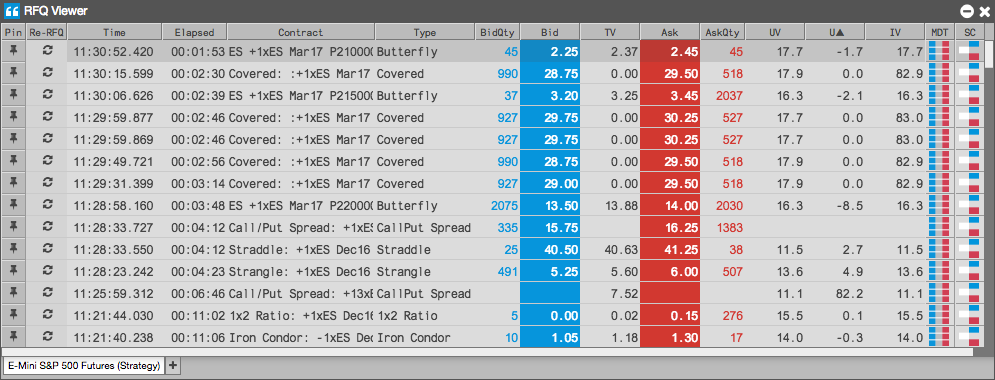 RFQ Viewer
Pin Re-RFQ Time Elapsed Contract Type BidQty Bid TV Ask AskQty UV U▲ IV MDT SC
11:30:52.420 00:01:53 ES +1xES Mar17 P21000( Butterfly 45 2.25 2.37 2.45 45 17.7 -1.7 17.7
11:30:15.599 00:02:30 Covered: :+1xES Mar17 Covered 990 28.75 0.00 29.50 518 17.9 0.0 82.9
11:30:06.626 00:02:39 ES +1xES Mar17 P21500( Butterfly 37 3.20 3.25 3.45 2037 16.3 -2.1 16.3
11:29:59.877 00:02:46 Covered: :+1xES Mar17 Covered 927 29.75 0.00 30.25 527 17.9 0.0 83.0
11:29:59.869 00:02:46 Covered: :+1xES Mar17 Covered 927 29.75 0.00 30.25 527 17.9 0.0 83.0
11:29:49.721 00:02:56 Covered: :+1xES Mar17 Covered 990 28.75 0.00 29.50 518 17.9 0.0 82.9
11:29:31.399 00:03:14 Covered: :+1xES Mar17 Covered 927 29.00 0.00 29.50 518 17.9 0.0 82.9
11:28:58.160 00:03:48 ES +1xES Mar17 P22000( Butterfly 2075 13.50 13.88 14.00 2030 16.3 -8.5 16.3
11:28:33.727 00:04:12 Call/Put Spread: +1xES CallPut Spread 335 15.75 16.25 1383
11:28:33.550 00:04:12 Straddle: +1xES Dec16 Straddle 25 40.50 40.63 41.25 38 11.5 2.7 11.5
11:28:23.242 00:04:23 Strangle: +1xES Dec16 Strangle 491 5.25 5.60 6.00 507 13.6 4.9 13.6
11:25:59.312 00:06:46 Call/Put Spread: +13xE CallPut Spread 7.52 11.1 82.2 11.1
11:21:44.030 00:11:02 1x2 Ratio: +1xES Dec16 1x2 Ratio 5 0.00 0.02 0.15 276 15.5 0.1 15.5
11:21:40.238 00:11:06 Iron Condor: -1xES Dec Iron Condor 10 1.05 1.18 1.30 17 14.0 -0.3 14.0
E-Mini S&P 500 Futures (Strategy) +